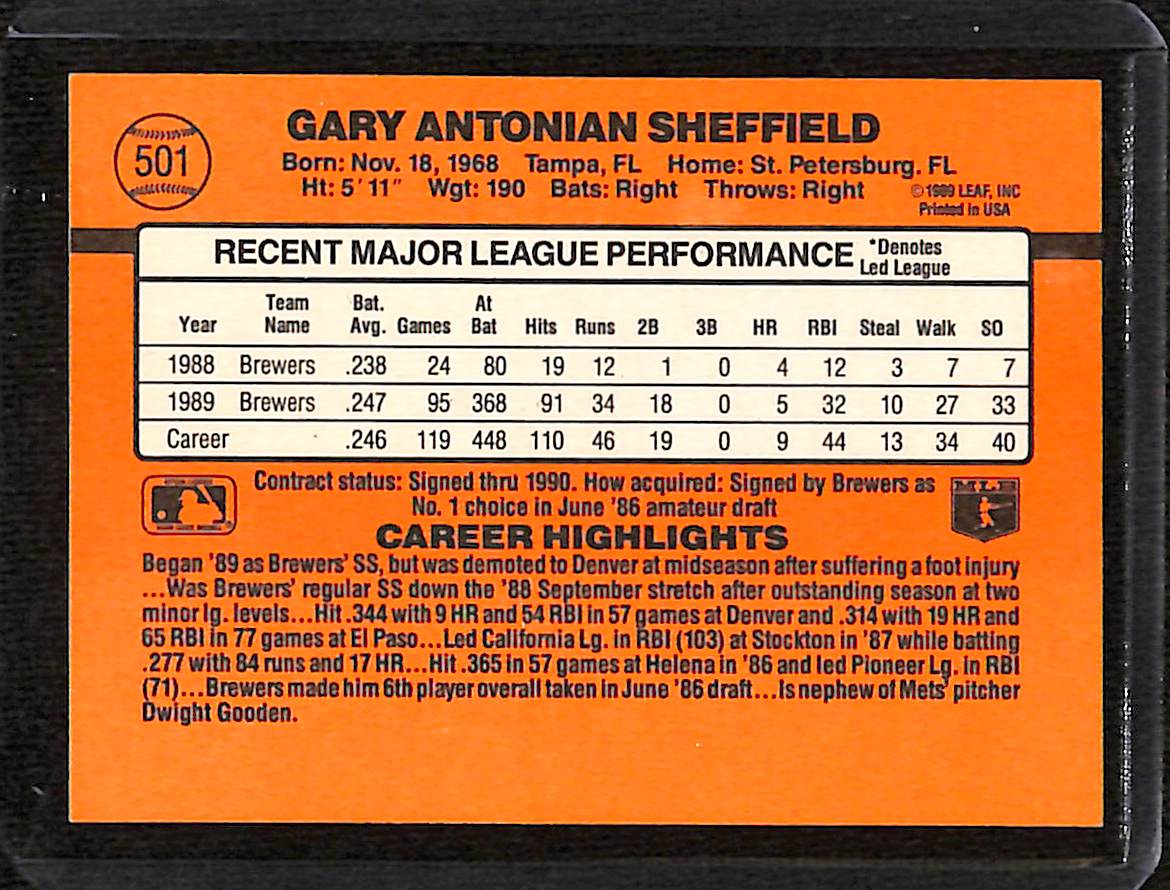 501
GARY ANTONIAN SHEFFIELD
Born: Nov. 18, 1968 Tampa, FL Home: St. Petersburg. FL
Ht: 5'11" Wgt: 190 Bats: Right Throws: Right
©1989 LEAF, INC
Printed in USA
RECENT MAJOR LEAGUE PERFORMANCE *Denotes Led League
Year Team Name Bat. Avg. Games At Bat Hits Runs 2B 3B HR RBI Steal Walk SO
1988 Brewers .238 24 80 19 12 1 0 4 12 3 7 7
1989 Brewers .247 95 368 91 34 18 0 5 32 10 27 33
Career .246 119 448 110 46 19 0 9 44 13 34 40
Contract status: Signed thru 1990. How acquired: Signed by Brewers as
No. 1 choice in June '86 amateur draft
CAREER HIGHLIGHTS
Began '89 as Brewers' SS, but was demoted to Denver at midseason after suffering a foot injury
...Was Brewers' regular SS down the '88 September stretch after outstanding season at two
minor lg. levels...Hit .344 with 9 HR and 54 RBI in 57 games at Denver and .314 with 19 HR and
65 RBI in 77 games at El Paso...Led California Lg. in RBI (103) at Stockton in '87 while batting
.277 with 84 runs and 17 HR...Hit .365 in 57 games at Helena in '86 and led Pioneer Lg. in RBI
(71)...Brewers made him 6th player overall taken in June '86 draft...Is nephew of Mets' pitcher
Dwight Gooden.